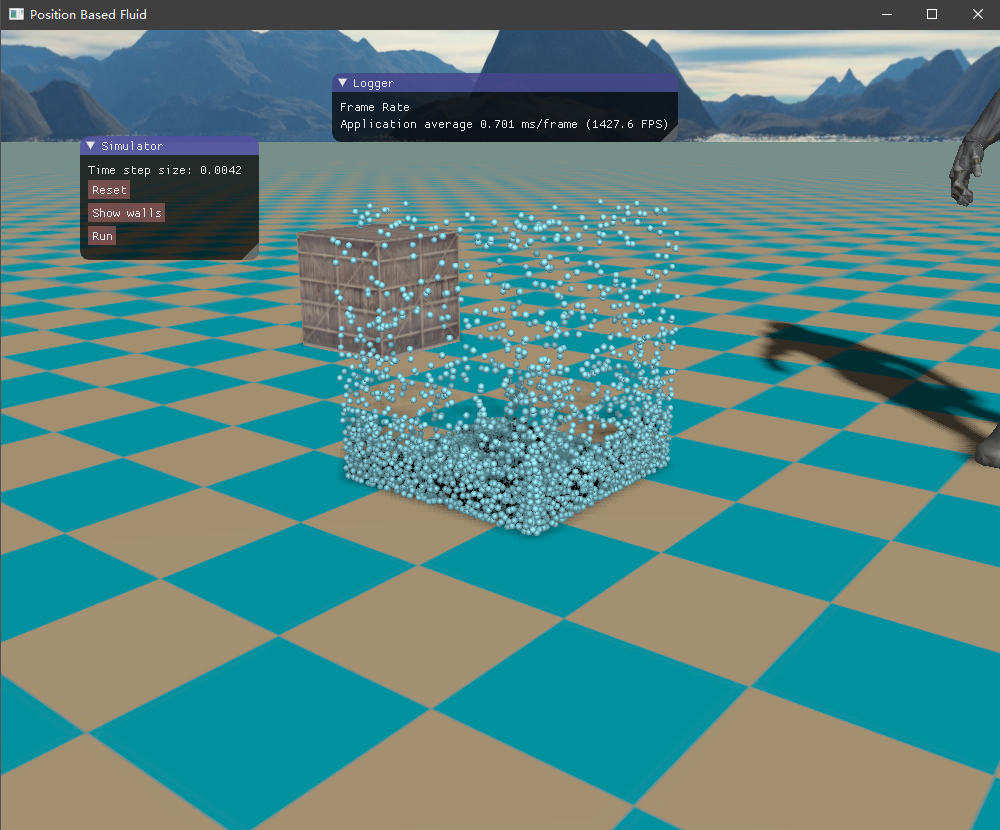 Position Based Fluid
Logger
Frame Rate
Application average 0.701 ms/frame (1427.6 FPS)
Simulator
Time step size: 0.0042
Reset
Show walls
Run